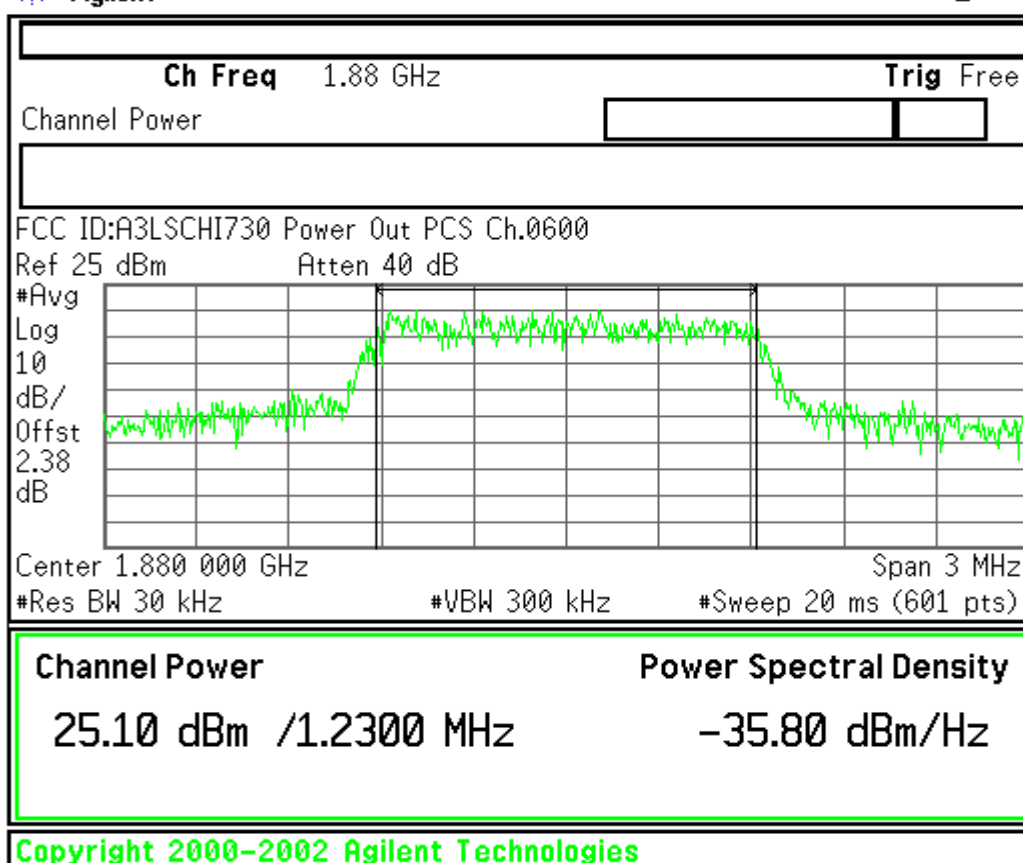 Agilent
Ch Freq 1.88 GHz Trig Free
Channel Power
FCC ID:A3LSCHI730 Power Out PCS Ch.0600
Ref 25 dBm Atten 40 dB
#Avg
Log
10
dB/
Offst
2.38
dB
Center 1.880 000 GHz Span 3 MHz
#Res BW 30 kHz #VBW 300 kHz #Sweep 20 ms (601 pts)
Channel Power Power Spectral Density
25.10 dBm /1.2300 MHz -35.80 dBm/Hz
Copyright 2000-2002 Agilent Technologies